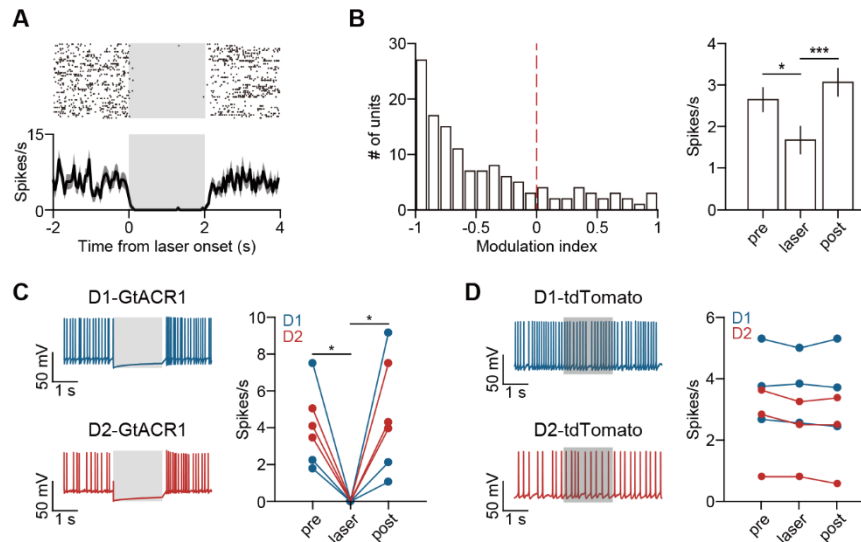 A
15
Spikes/s
0
-2
0
2
4
Time from laser onset (s)
B
30
20
10
0
# of units
-1
-0.5
0
0.5
1
Modulation index
4
3
2
1
0
Spikes/s
*
***
pre
laser
post
C
D1-GtACR1
50 mV
1 s
D2-GtACR1
50 mV
1 s
D1
D2
10
8
6
4
2
0
Spikes/s
*
*
pre
laser
post
D
D1-tdTomato
50 mV
1 s
D2-tdTomato
50 mV
1 s
D1
D2
6
4
2
0
Spikes/s
pre
laser
post